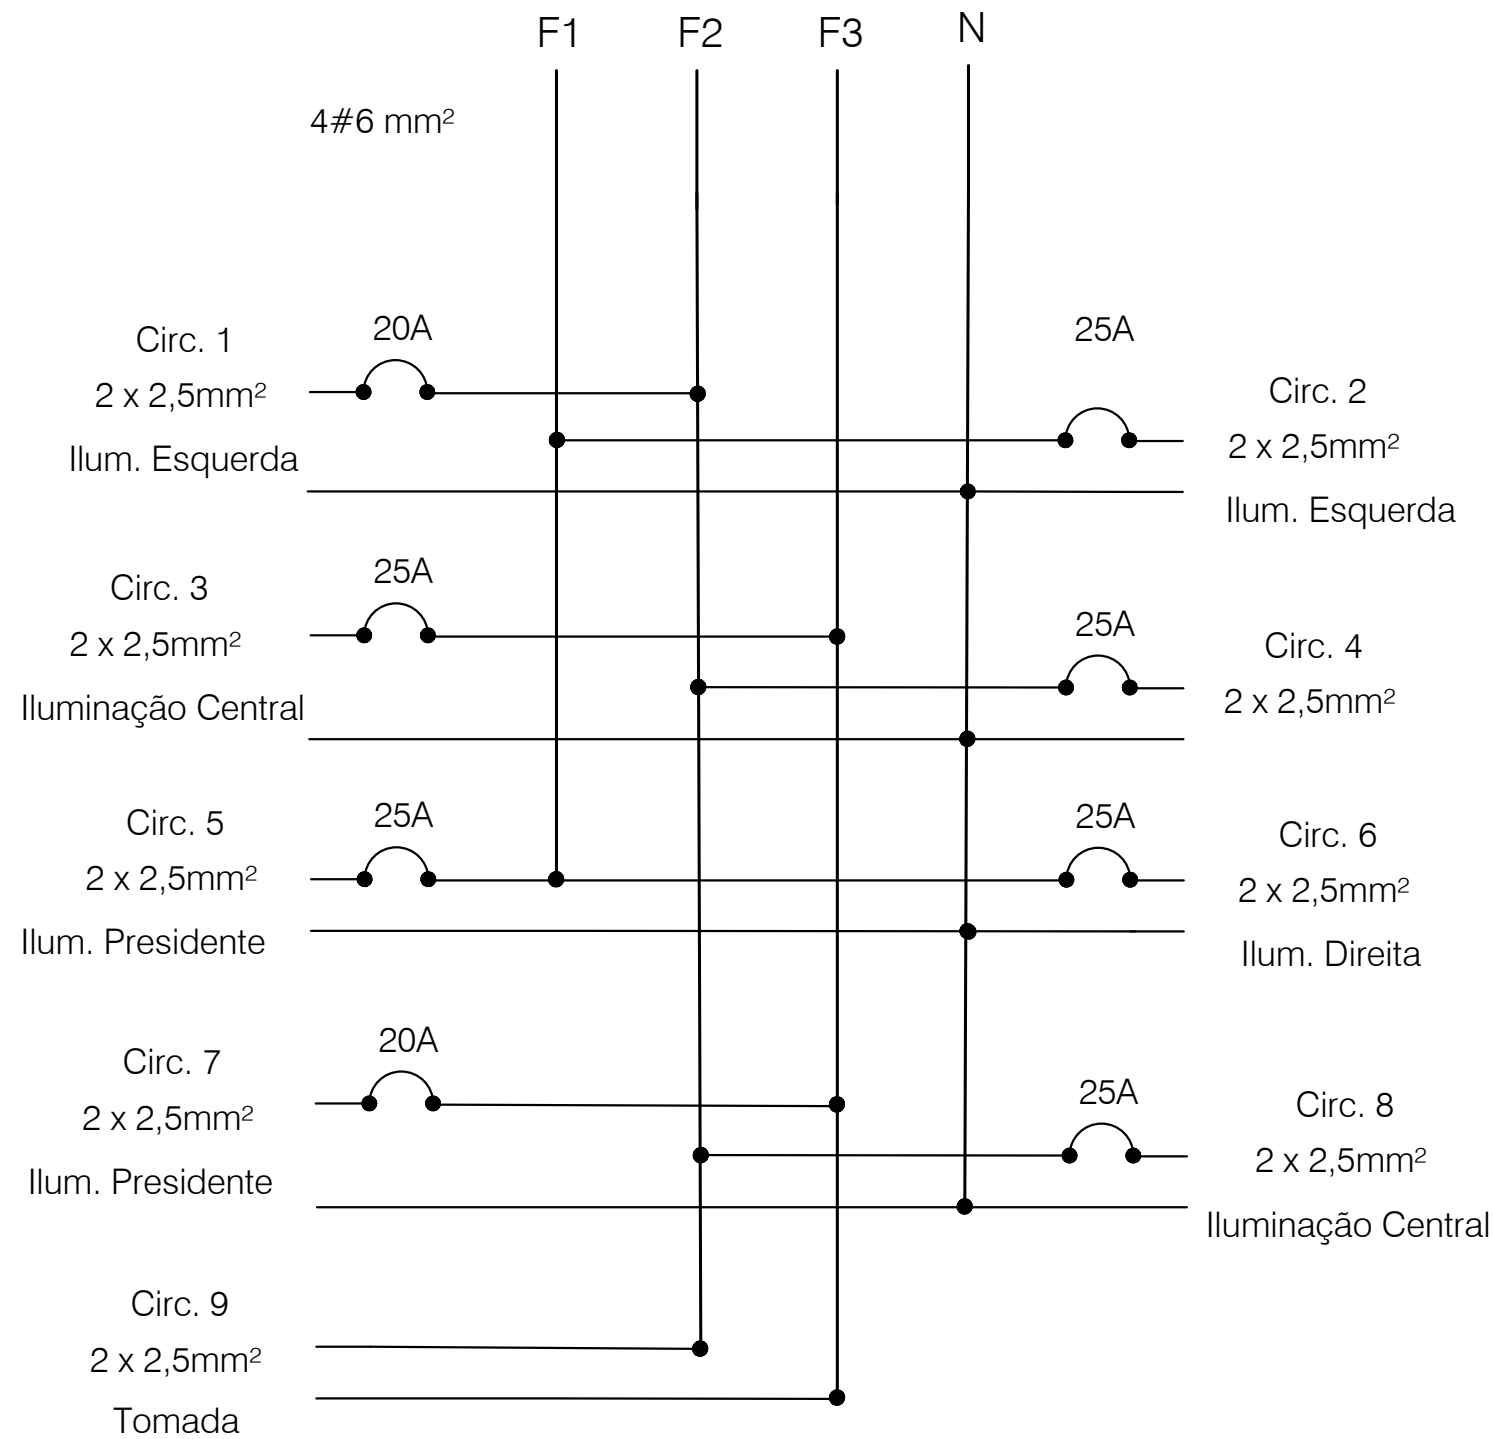 F1 F2 F3 N
4#6 mm²
Circ. 1
2 x 2,5mm²
Ilum. Esquerda
20A
25A
Circ. 2
2 x 2,5mm²
Ilum. Esquerda
Circ. 3
2 x 2,5mm²
Iluminação Central
25A
25A
Circ. 4
2 x 2,5mm²
Circ. 5
2 x 2,5mm²
Ilum. Presidente
25A
25A
Circ. 6
2 x 2,5mm²
Ilum. Direita
Circ. 7
2 x 2,5mm²
Ilum. Presidente
20A
25A
Circ. 8
2 x 2,5mm²
Iluminação Central
Circ. 9
2 x 2,5mm²
Tomada